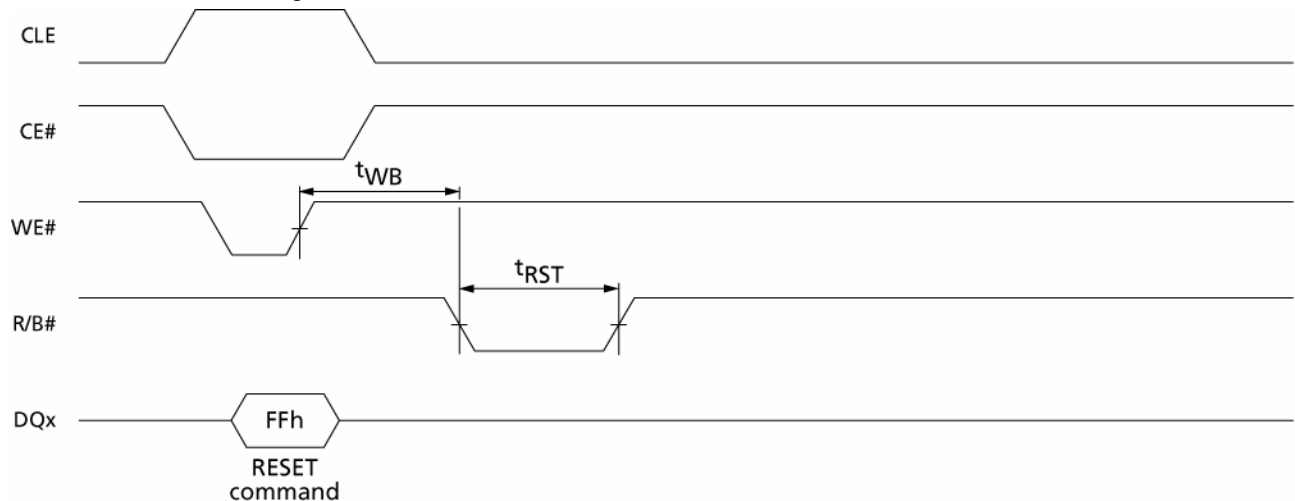 CLE
CE#
tWB
WE#
tRST
R/B#
DQx
FFh
RESET
command